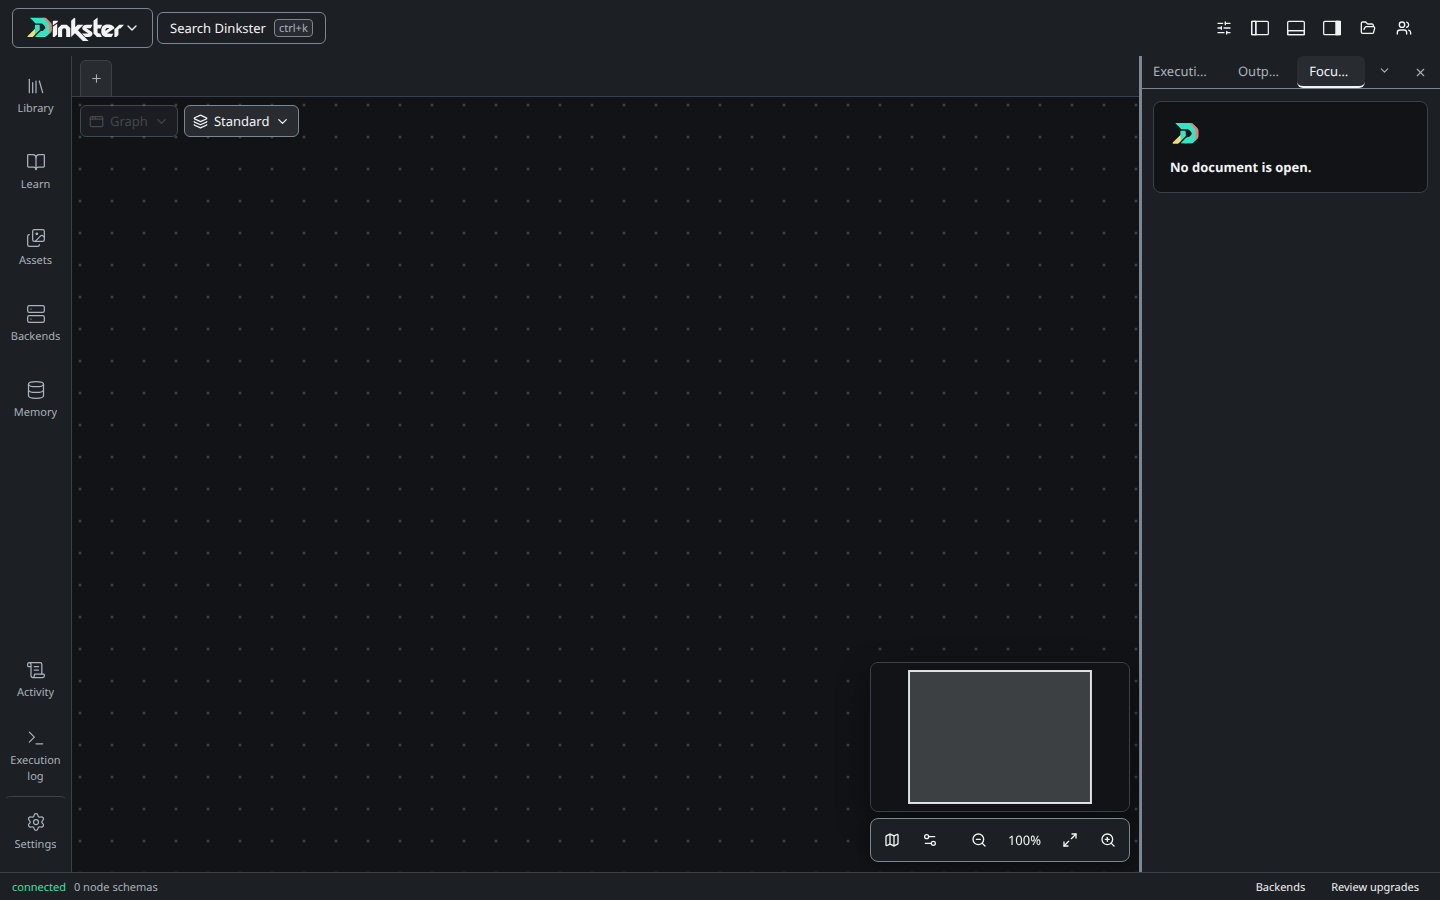 Dinkster
Search Dinkster ctrl+k
Executi...
Outp...
Focu...
Library
Learn
Assets
Backends
Memory
Activity
Execution
log
Settings
+
Graph
Standard
No document is open.
100%
connected 0 node schemas
Backends
Review upgrades